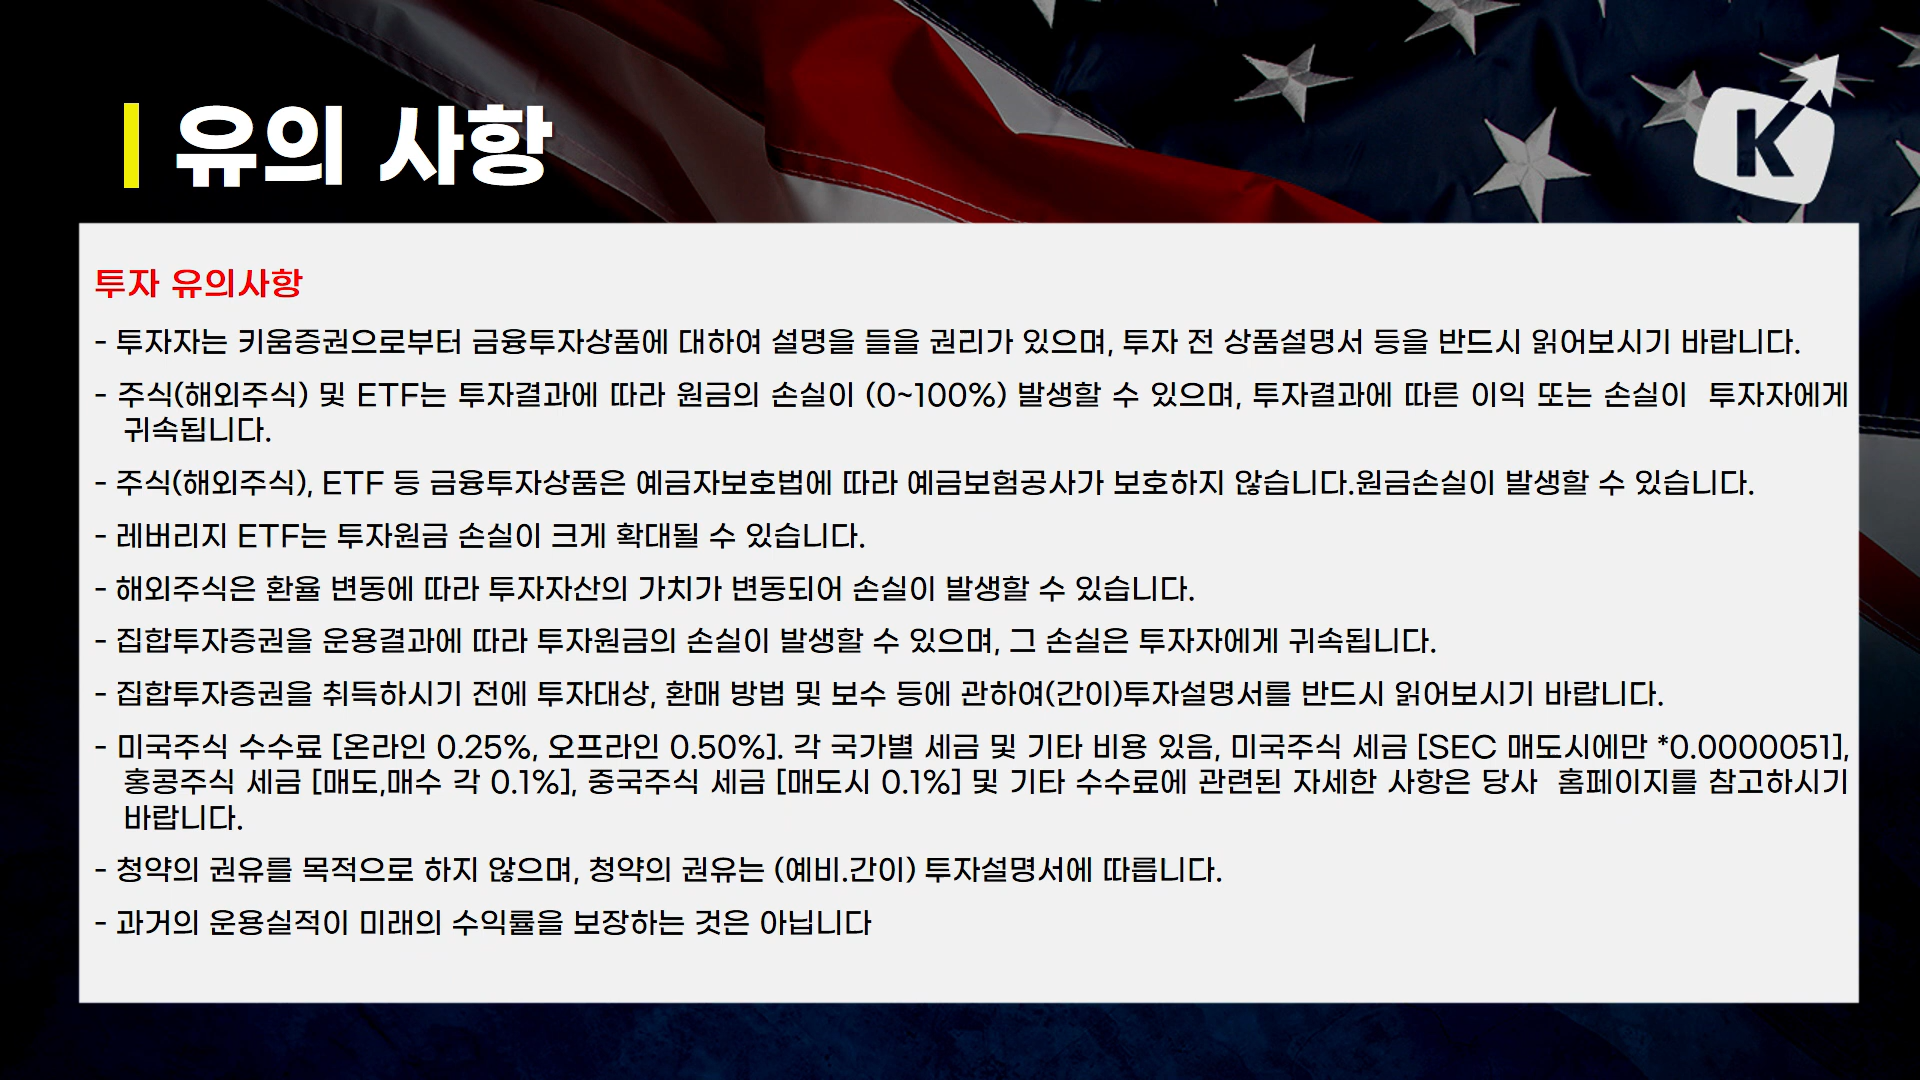 유의 사항
K
투자 유의사항
- 투자자는 키움증권으로부터 금융투자상품에 대하여 설명을 들을 권리가 있으며, 투자 전 상품설명서 등을 반드시 읽어보시기 바랍니다.
- 주식(해외주식) 및 ETF는 투자결과에 따라 원금의 손실이 (0~100%) 발생할 수 있으며, 투자결과에 따른 이익 또는 손실이 투자자에게
귀속됩니다.
- 주식(해외주식), ETF 등 금융투자상품은 예금자보호법에 따라 예금보험공사가 보호하지 않습니다.원금손실이 발생할 수 있습니다.
- 레버리지 ETF는 투자원금 손실이 크게 확대될 수 있습니다.
- 해외주식은 환율 변동에 따라 투자자산의 가치가 변동되어 손실이 발생할 수 있습니다.
- 집합투자증권을 운용결과에 따라 투자원금의 손실이 발생할 수 있으며, 그 손실은 투자자에게 귀속됩니다.
- 집합투자증권을 취득하시기 전에 투자대상, 환매 방법 및 보수 등에 관하여(간이)투자설명서를 반드시 읽어보시기 바랍니다.
- 미국주식 수수료 [온라인 0.25%, 오프라인 0.50%]. 각 국가별 세금 및 기타 비용 있음, 미국주식 세금 [SEC 매도시에만 *0.0000051],
홍콩주식 세금 [매도,매수 각 0.1%], 중국주식 세금 [매도시 0.1%] 및 기타 수수료에 관련된 자세한 사항은 당사 홈페이지를 참고하시기
바랍니다.
- 청약의 권유를 목적으로 하지 않으며, 청약의 권유는 (예비.간이) 투자설명서에 따릅니다.
- 과거의 운용실적이 미래의 수익률을 보장하는 것은 아닙니다